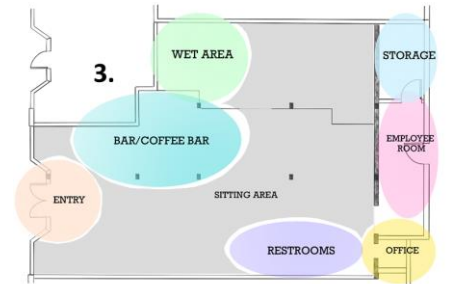 WET AREA
STORAGE
3.
BAR/COFFEE BAR
EMPLOYEE
ROOM
ENTRY
SITTING AREA
RESTROOMS
OFFICE